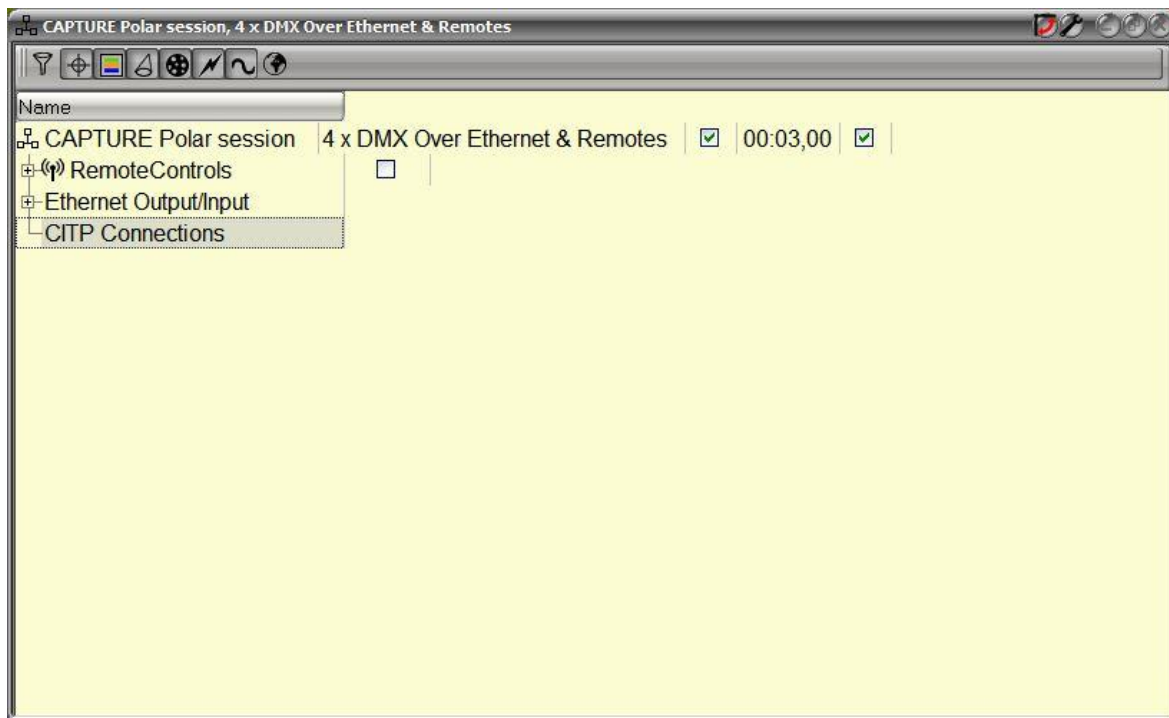 CAPTURE Polar session, 4 x DMX Over Ethernet & Remotes
Name
CAPTURE Polar session 4 x DMX Over Ethernet & Remotes 00:03,00
RemoteControls
Ethernet Output/Input
CITP Connections